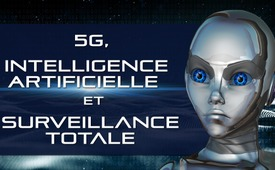 5G,
INTELLIGENCE
ARTIFICIELLE
ET
SURVEILLANCE
TOTALE